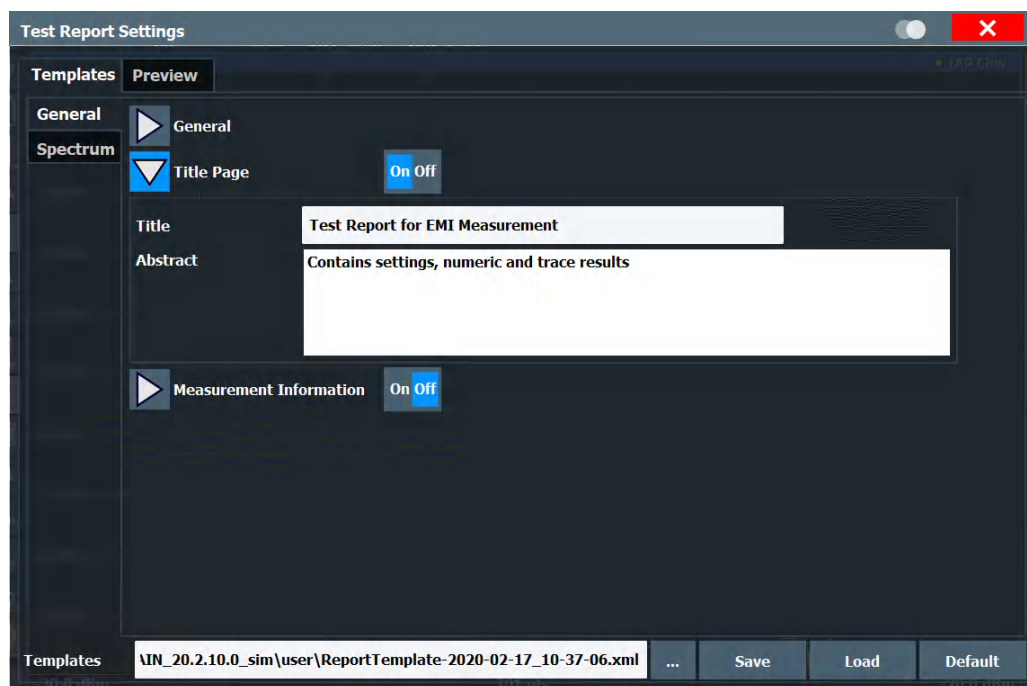 Test Report Settings
Templates Preview
General
Spectrum
General
Title Page On Off
Title Test Report for EMI Measurement
Abstract Contains settings, numeric and trace results
Measurement Information On Off
Templates \IN_20.2.10.0_sim\user\ReportTemplate-2020-02-17_10-37-06.xml ... Save Load Default